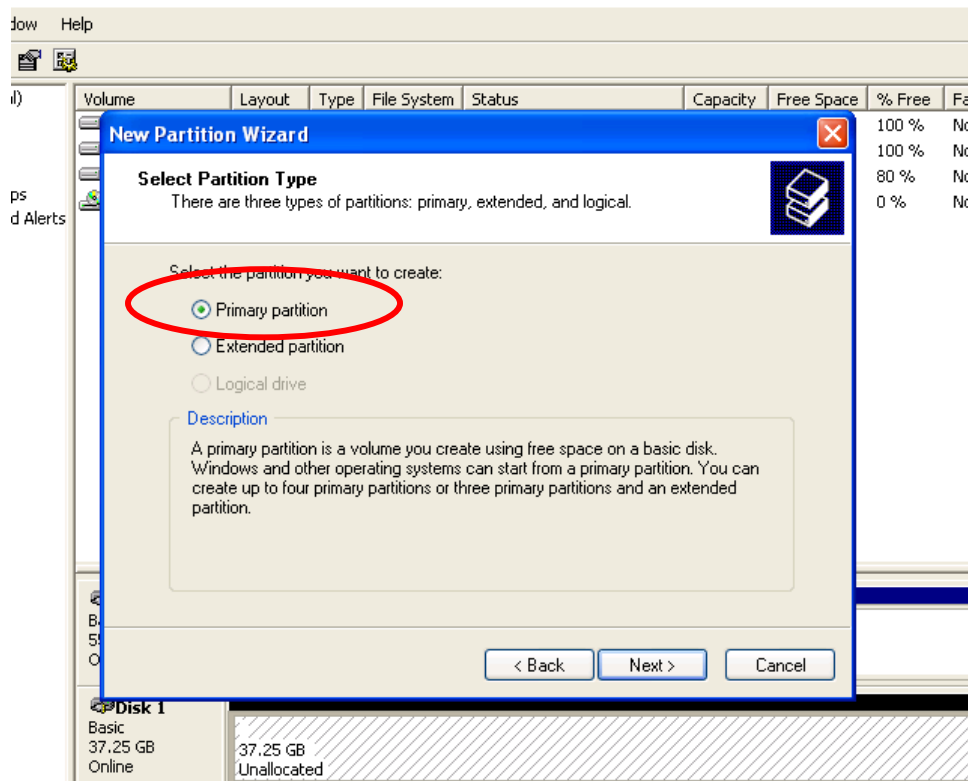 dow Help
Volume Layout Type File System Status Capacity Free Space % Free Fa
100 % No
100 % No
80 % No
0 % No
ps
d Alerts
New Partition Wizard
Select Partition Type
There are three types of partitions: primary, extended, and logical.
Select the partition you want to create:
Primary partition
Extended partition
Logical drive
Description
A primary partition is a volume you create using free space on a basic disk.
Windows and other operating systems can start from a primary partition. You can
create up to four primary partitions or three primary partitions and an extended
partition.
< Back Next > Cancel
Disk 1
Basic
37.25 GB
Online
37.25 GB
Unallocated